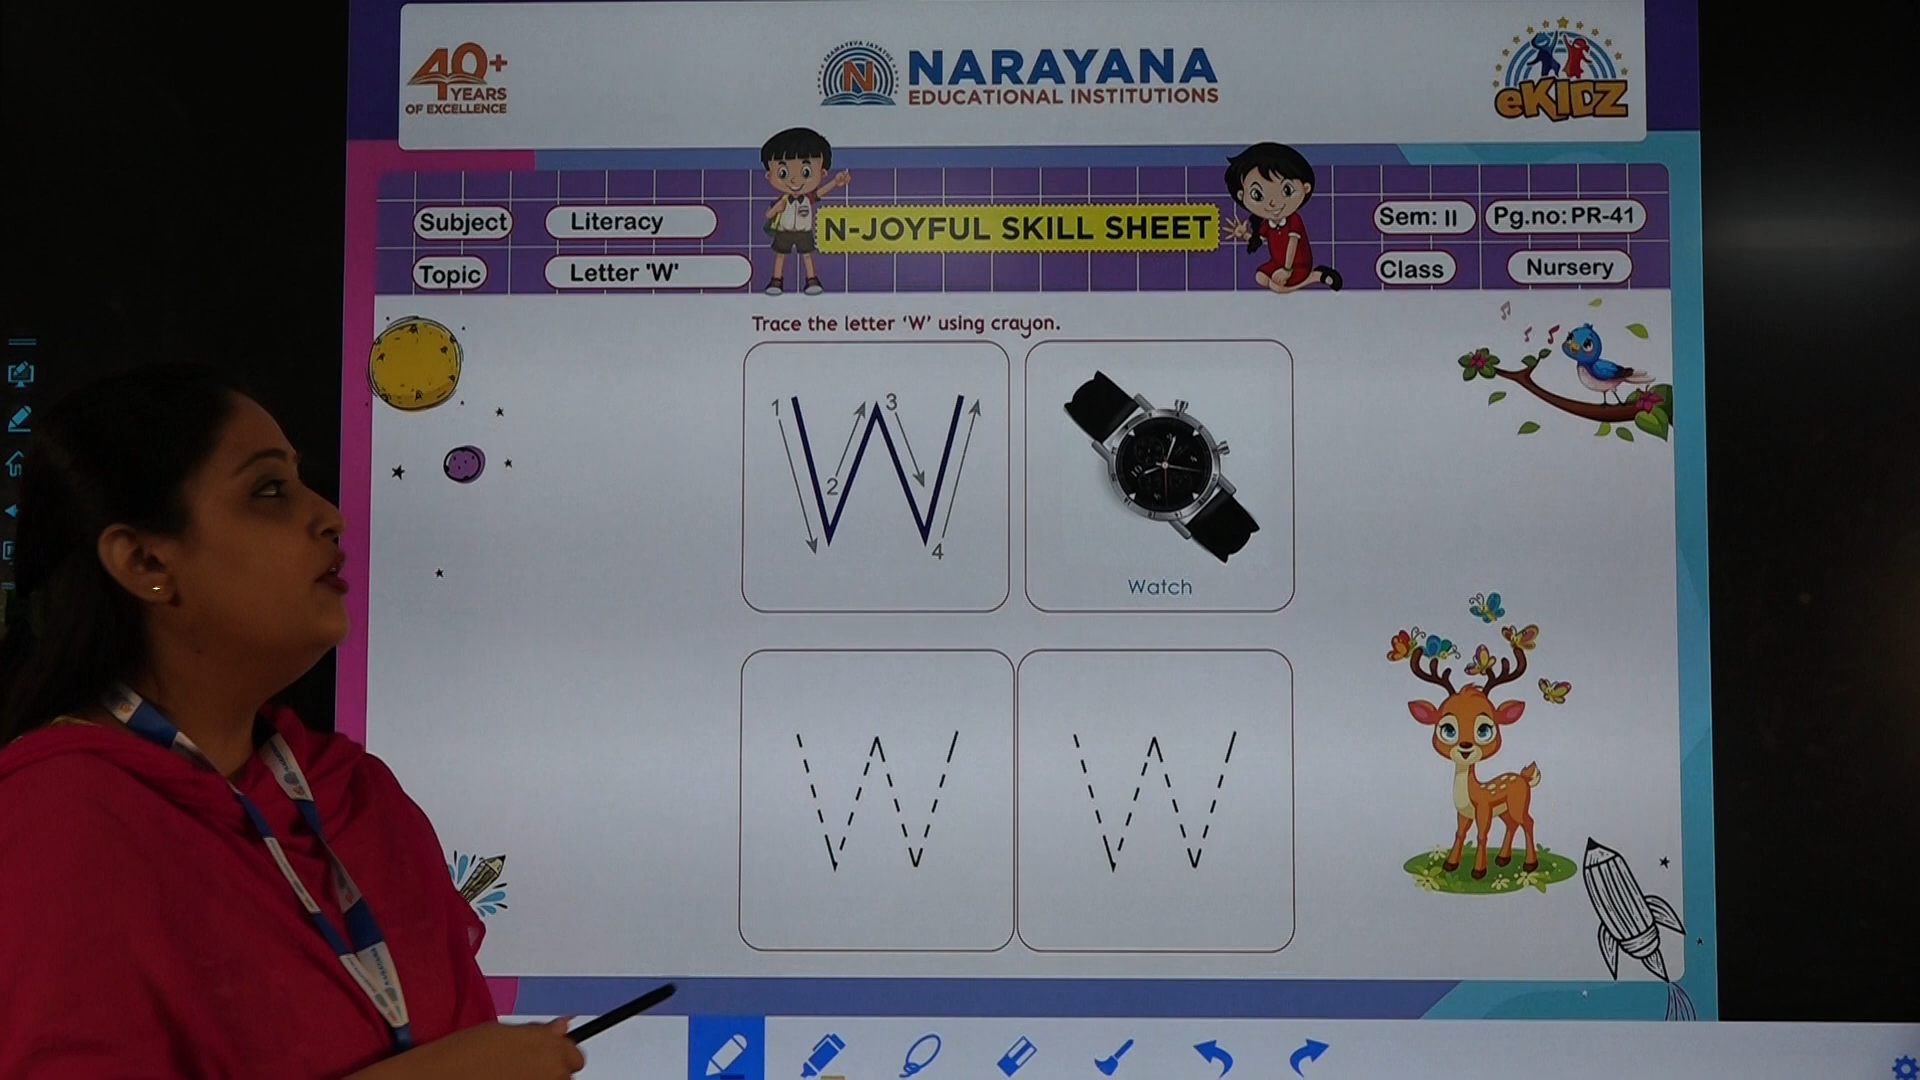 40+
YEARS
OF EXCELLENCE
NARAYANA
EDUCATIONAL INSTITUTIONS
eKIDZ
Subject
Literacy
N-JOYFUL SKILL SHEET
Sem: II
Pg.no: PR-41
Topic
Letter 'W'
Class
Nursery
Trace the letter ‘W’ using crayon.
1
2
3
4
W
Watch
W
W